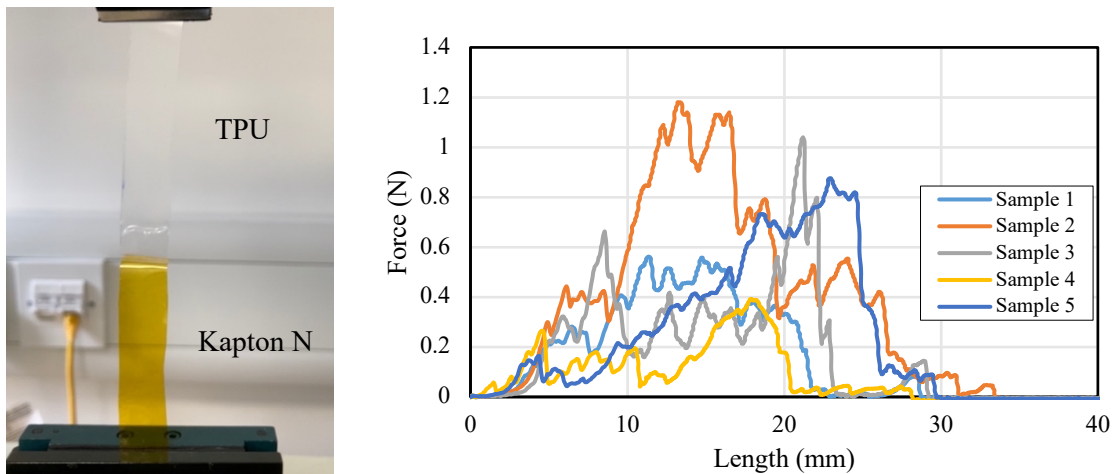 TPU
Kapton N
Force (N)
1.4
1.2
1
0.8
0.6
0.4
0.2
0
0
10
20
30
40
Length (mm)
Sample 1
Sample 2
Sample 3
Sample 4
Sample 5